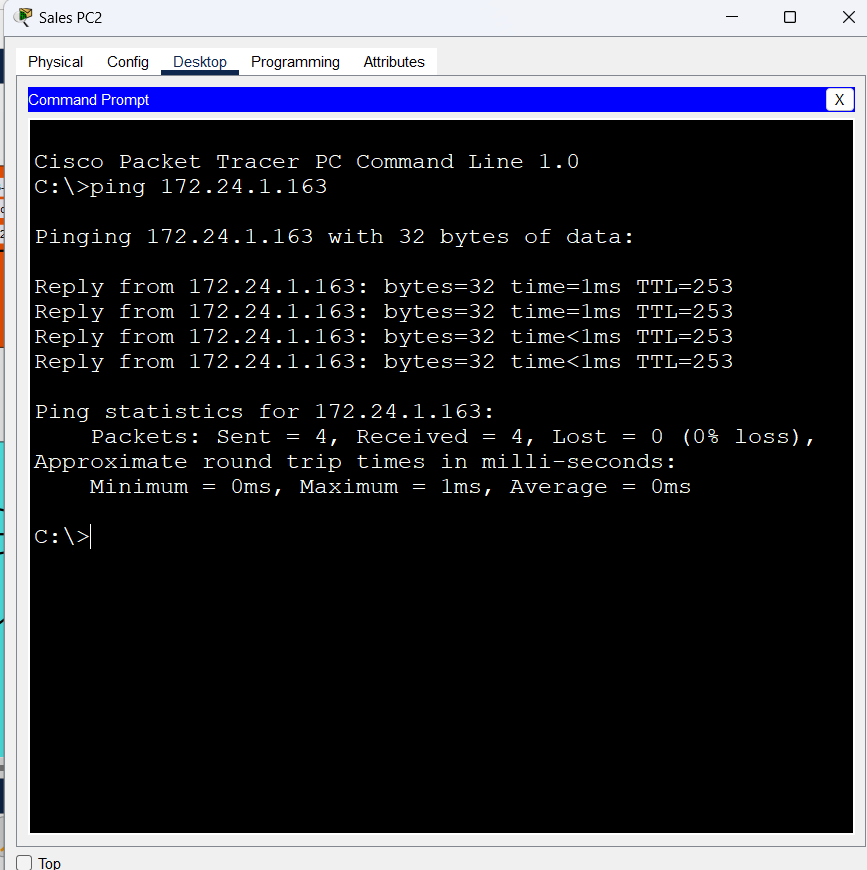 Sales PC2
Physical Config Desktop Programming Attributes
Command Prompt X
Cisco Packet Tracer PC Command Line 1.0
C:\>ping 172.24.1.163
Pinging 172.24.1.163 with 32 bytes of data:
Reply from 172.24.1.163: bytes=32 time=1ms TTL=253
Reply from 172.24.1.163: bytes=32 time=1ms TTL=253
Reply from 172.24.1.163: bytes=32 time<1ms TTL=253
Reply from 172.24.1.163: bytes=32 time<1ms TTL=253
Ping statistics for 172.24.1.163:
Packets: Sent = 4, Received = 4, Lost = 0 (0% loss),
Approximate round trip times in milli-seconds:
Minimum = 0ms, Maximum = 1ms, Average = 0ms
C:\>
Top